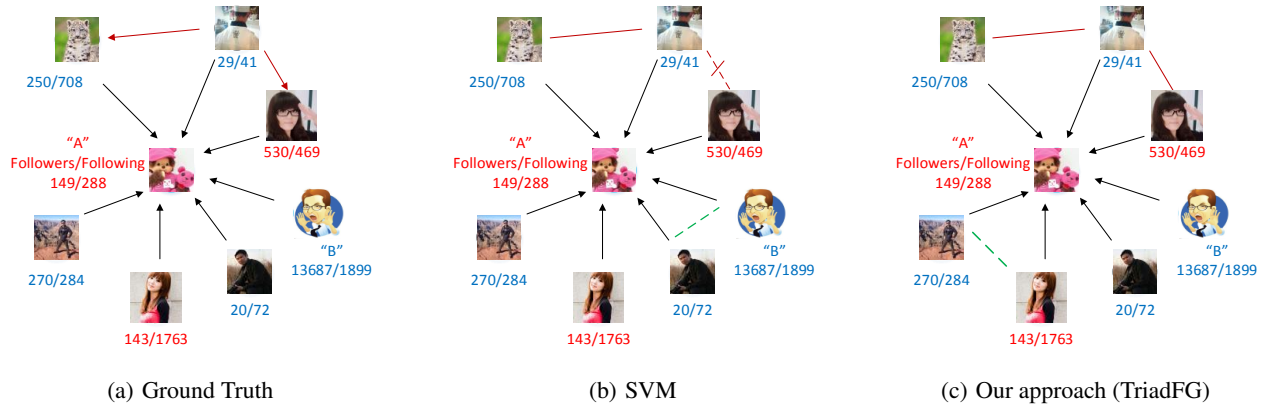 250/708
29/41
530/469
“A”
Followers/Following
149/288
“B”
13687/1899
270/284
143/1763
20/72
(a) Ground Truth
250/708
29/41
530/469
“A”
Followers/Following
149/288
“B”
13687/1899
270/284
143/1763
20/72
(b) SVM
250/708
29/41
530/469
“A”
Followers/Following
149/288
“B”
13687/1899
270/284
143/1763
20/72
(c) Our approach (TriadFG)